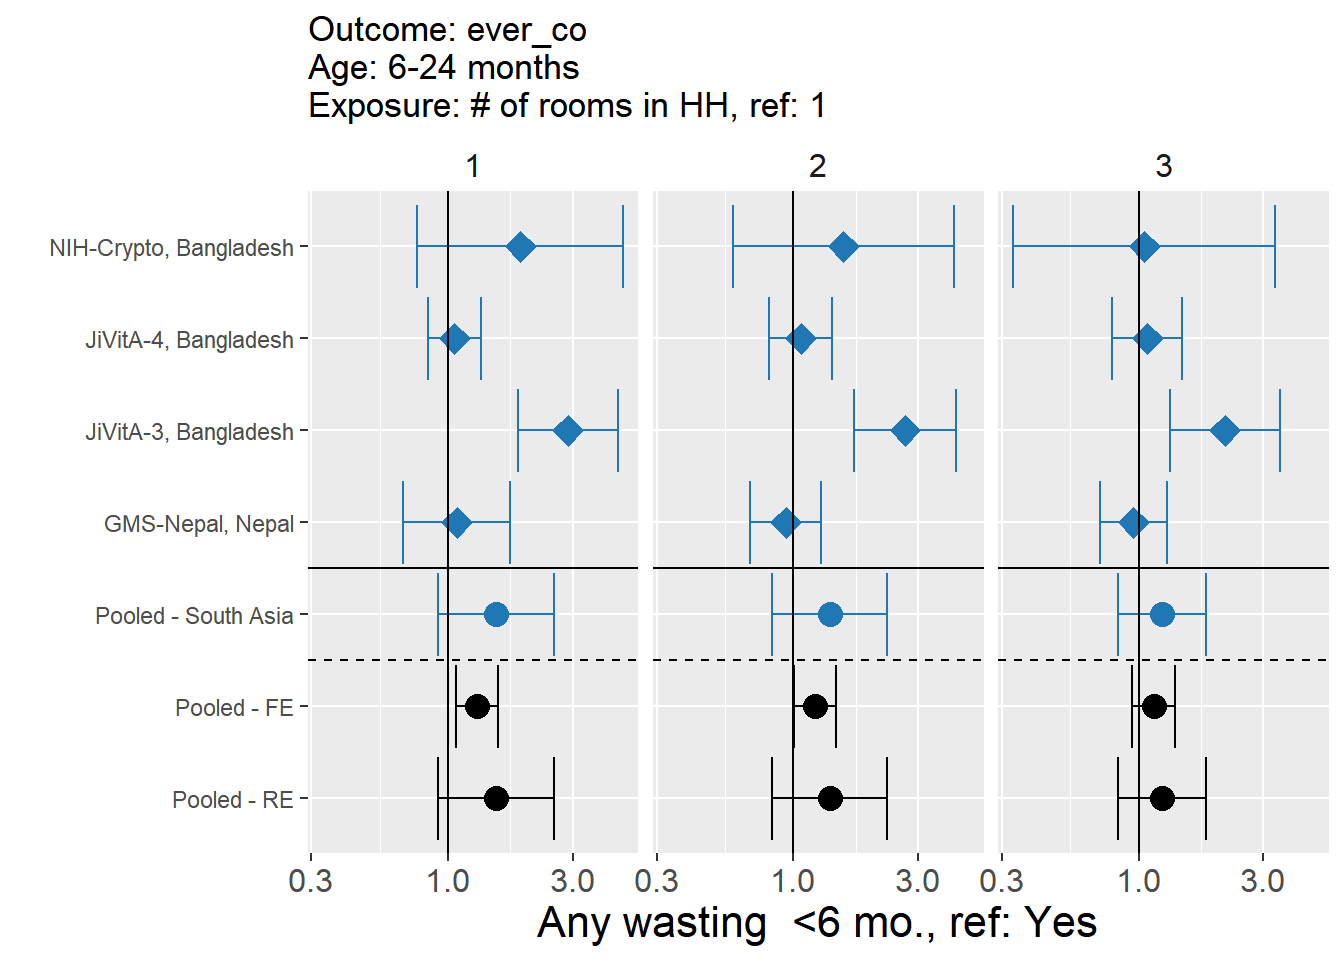 Outcome: ever_co
Age: 6-24 months
Exposure: # of rooms in HH, ref: 1
1 2 3
NIH-Crypto, Bangladesh
JiVitA-4, Bangladesh
JiVitA-3, Bangladesh
GMS-Nepal, Nepal
Pooled - South Asia
Pooled - FE
Pooled - RE
0.3 1.0 3.0 0.3 1.0 3.0 0.3 1.0 3.0
Any wasting  <6 mo., ref: Yes